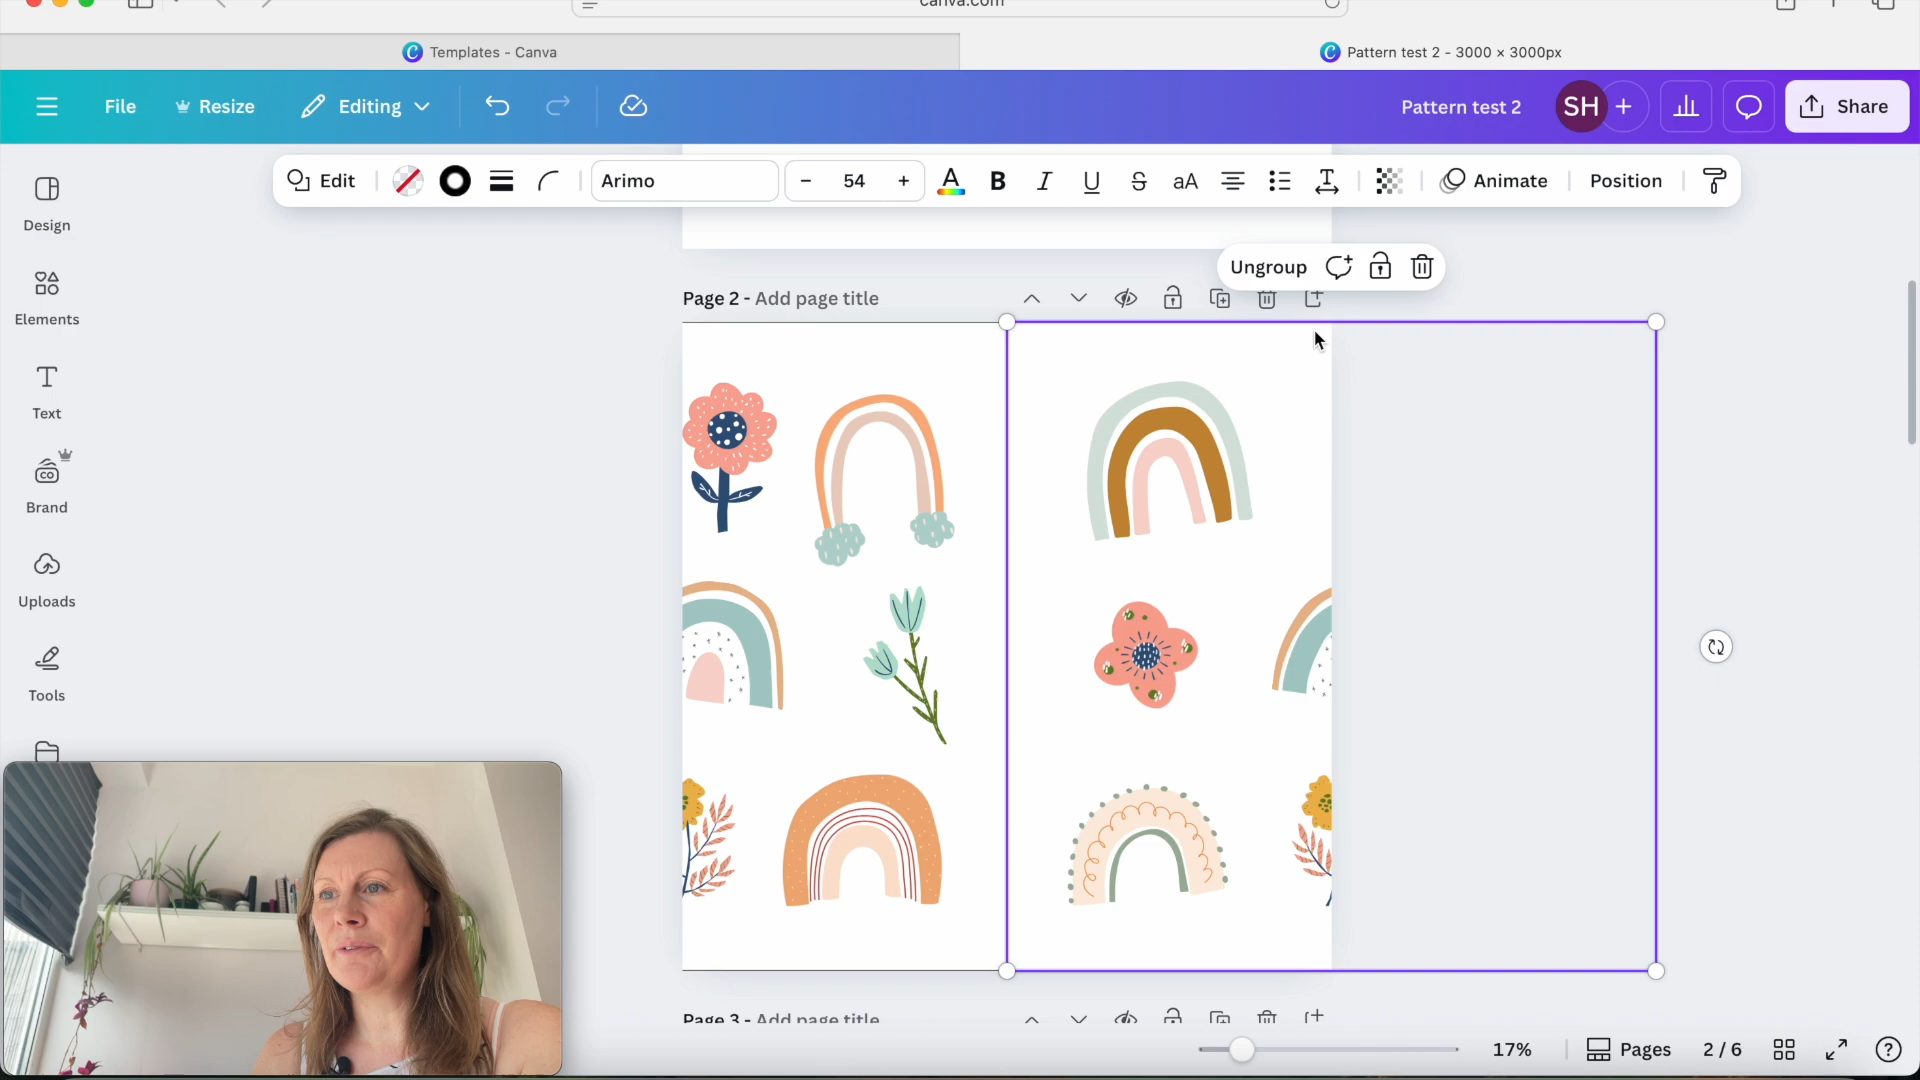 canva.com
Templates - Canva
Pattern test 2 - 3000 × 3000px
File
Resize
Editing
Pattern test 2
SH
Share
Edit
Arimo
- 54 +
A
B
I
U
S
aA
Animate
Position
Design
Elements
Text
Brand
Uploads
Tools
Ungroup
Page 2 - Add page title
Page 3 - Add page title
17%
Pages
2 / 6